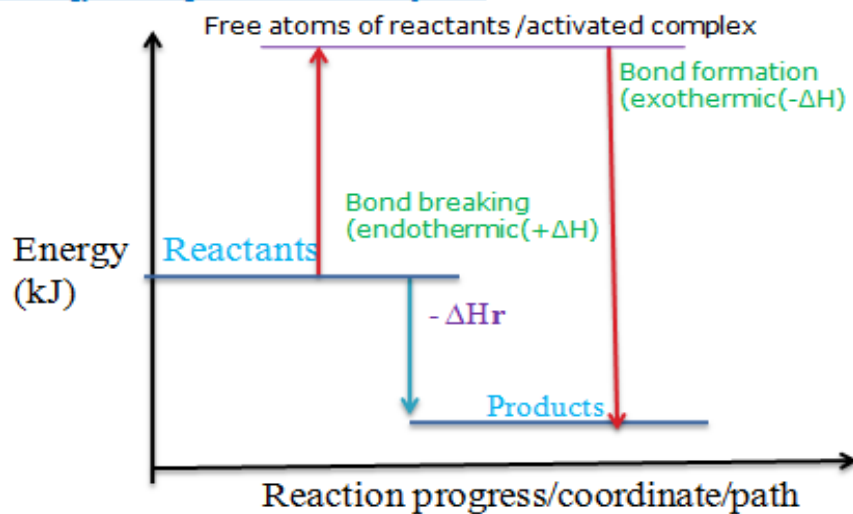 Free atoms of reactants /activated complex
Bond formation
(exothermic(-ΔH)
Bond breaking
(endothermic(+ΔH)
Energy
(kJ)
Reactants
- ΔHr
Products
Reaction progress/coordinate/path